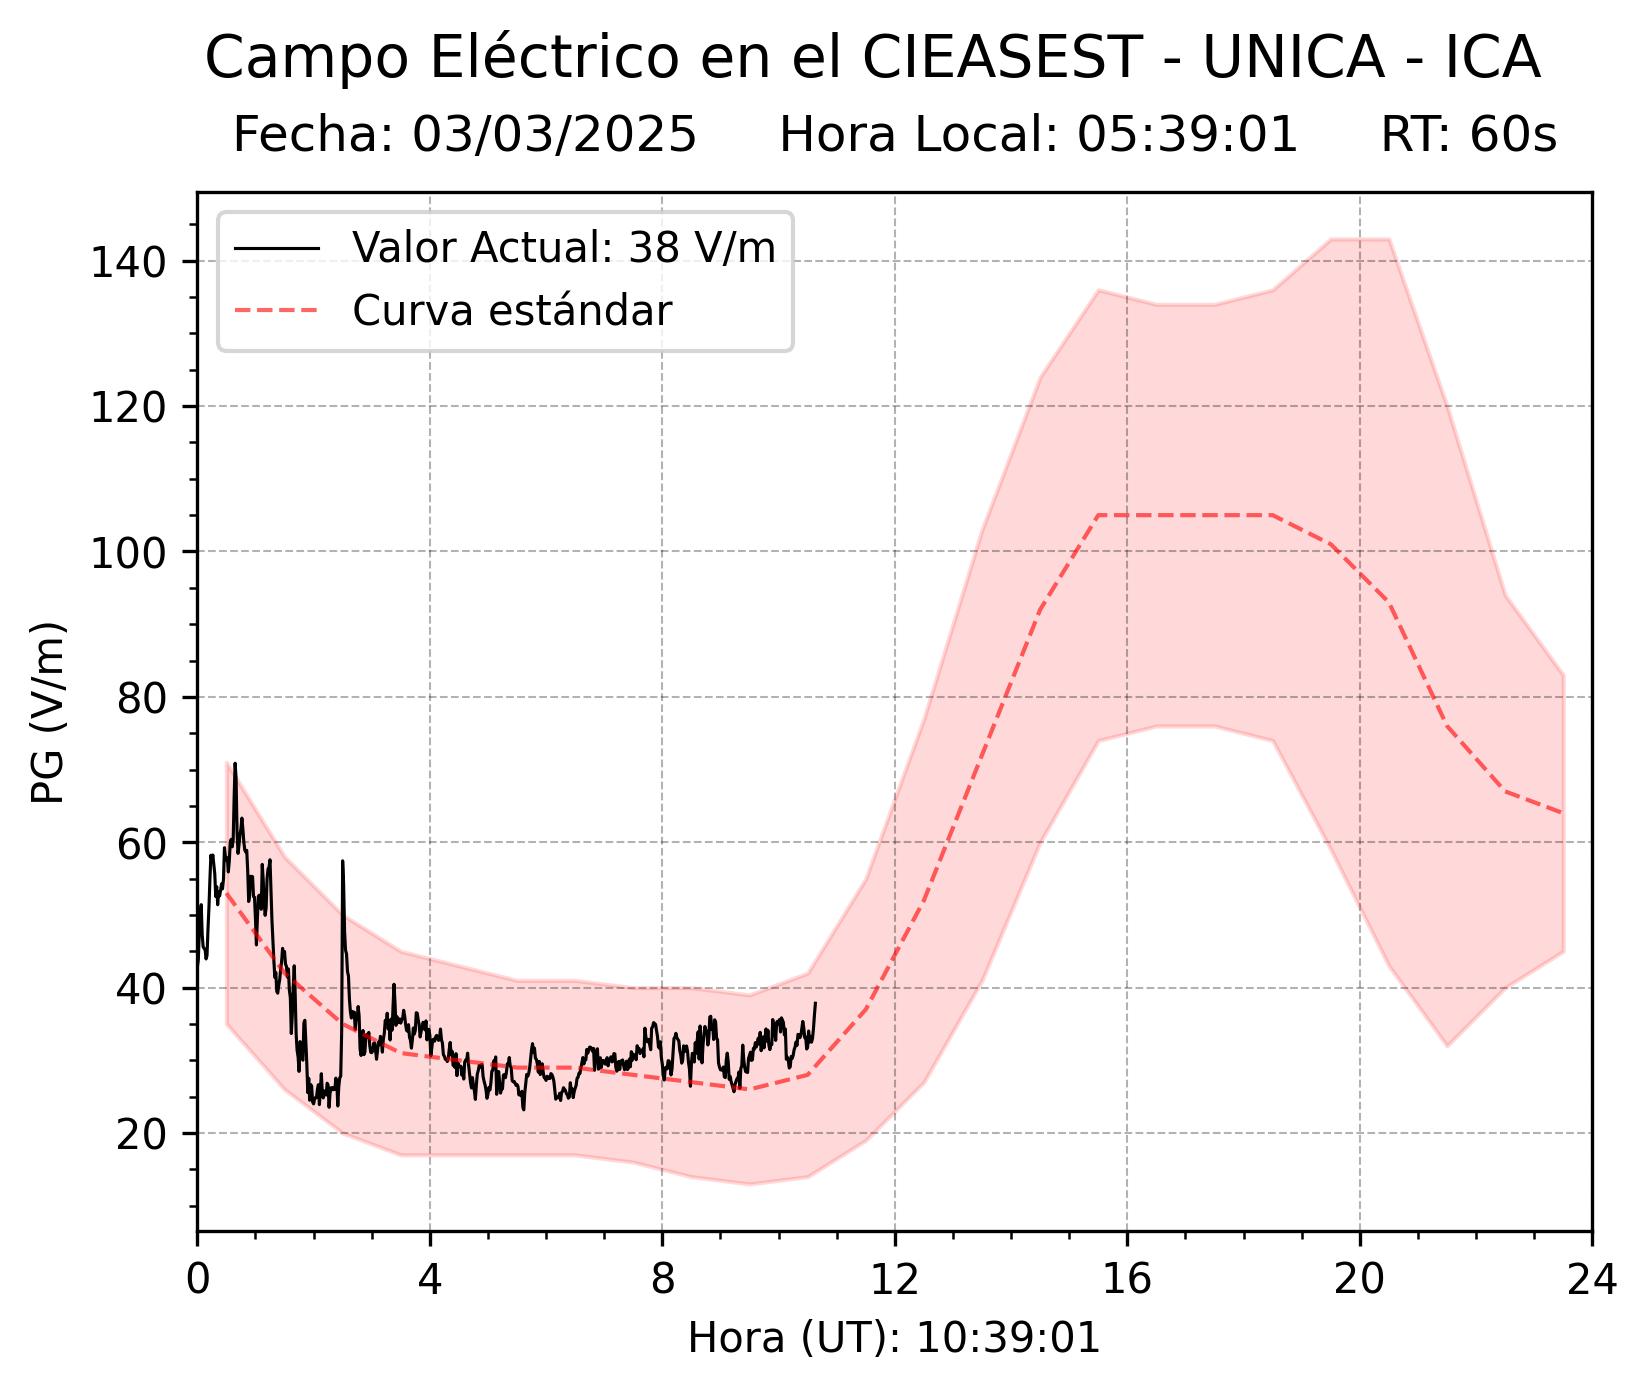 Campo Eléctrico en el CIEASEST - UNICA - ICA
Fecha: 03/03/2025 Hora Local: 05:39:01 RT: 60s
Valor Actual: 38 V/m
Curva estándar
PG (V/m)
140
120
100
80
60
40
20
0 4 8 12 16 20 24
Hora (UT): 10:39:01